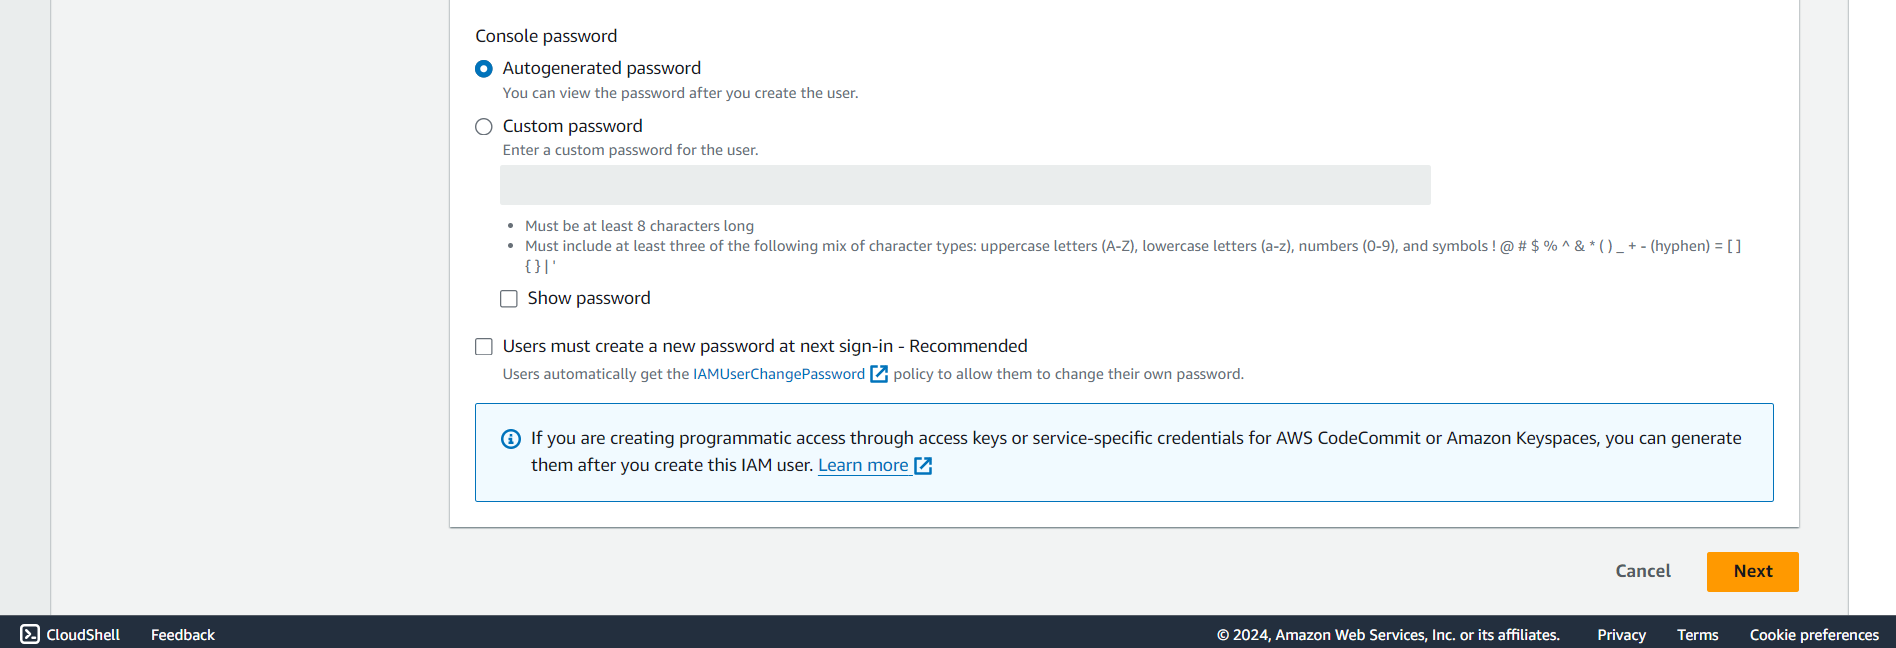 Console password
Autogenerated password
You can view the password after you create the user.
Custom password
Enter a custom password for the user.
• Must be at least 8 characters long
• Must include at least three of the following mix of character types: uppercase letters (A-Z), lowercase letters (a-z), numbers (0-9), and symbols ! @ # $ % ^ & * ( ) _ + - (hyphen) = [ ]
{ } | '
Show password
Users must create a new password at next sign-in - Recommended
Users automatically get the IAMUserChangePassword policy to allow them to change their own password.
If you are creating programmatic access through access keys or service-specific credentials for AWS CodeCommit or Amazon Keyspaces, you can generate
them after you create this IAM user. Learn more
Cancel Next
CloudShell Feedback © 2024, Amazon Web Services, Inc. or its affiliates. Privacy Terms Cookie preferences